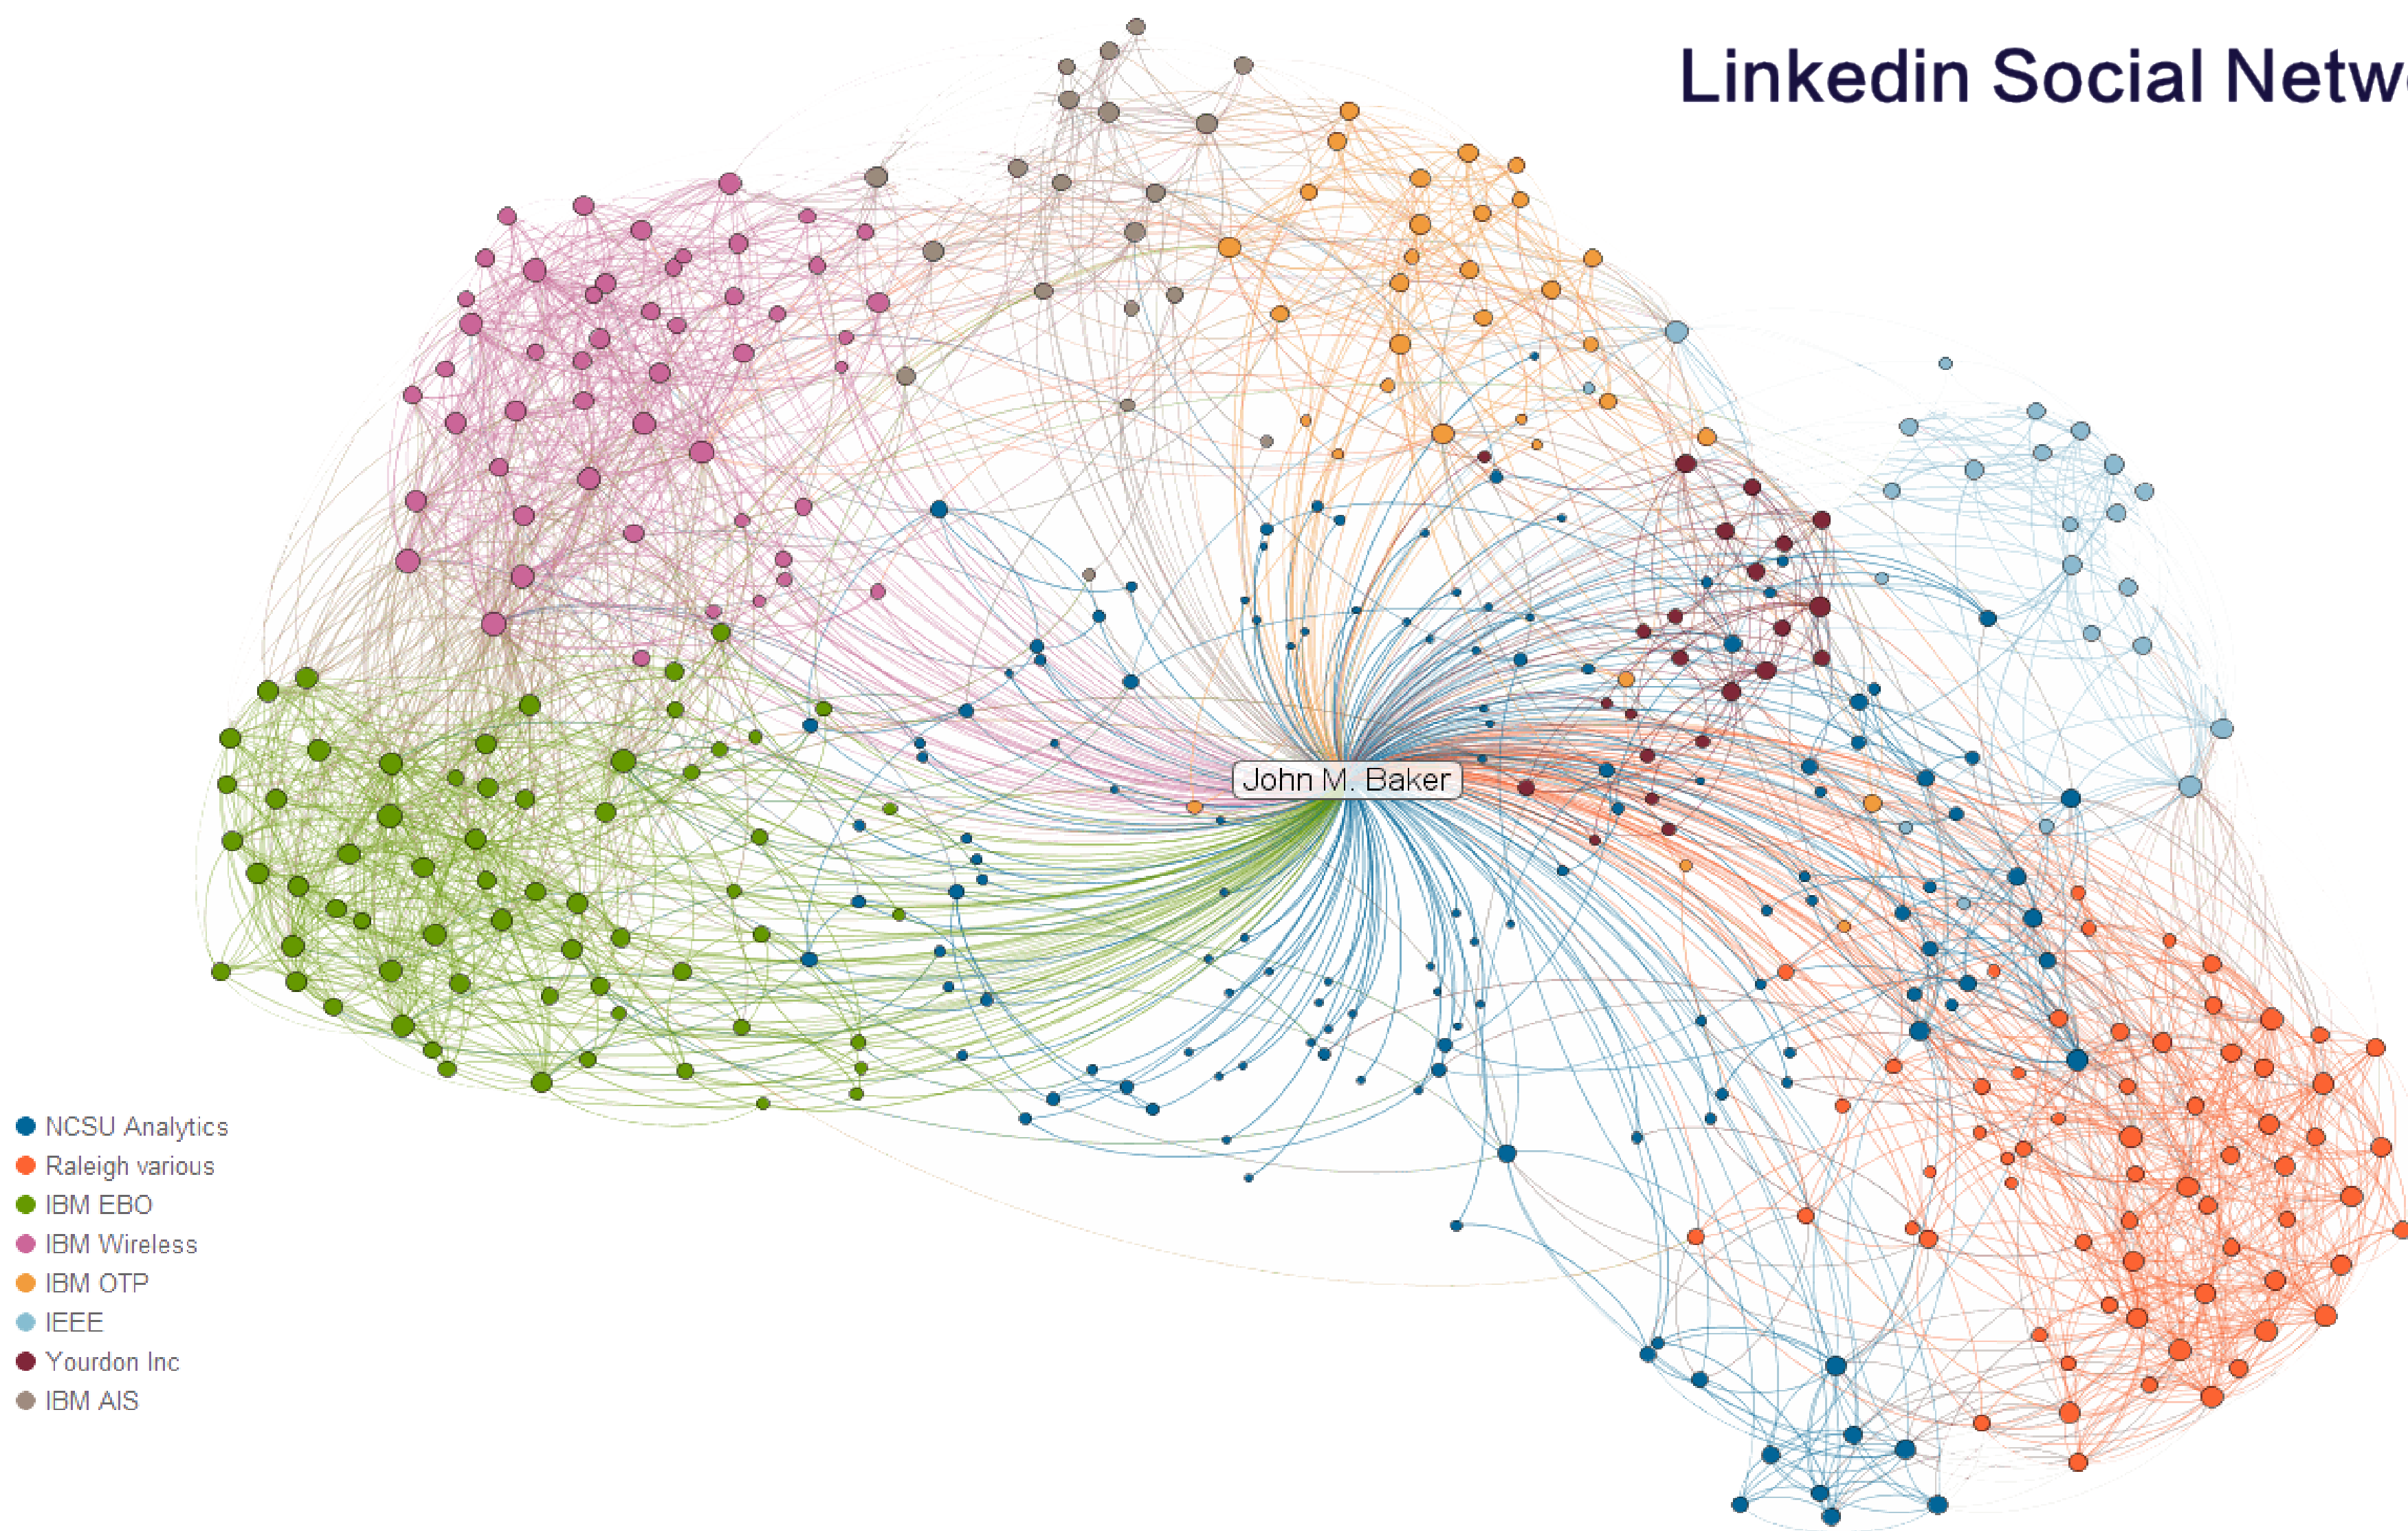 Linkedin Social Netw
John M. Baker
NCSU Analytics
Raleigh various
IBM EBO
IBM Wireless
IBM OTP
IEEE
Yourdon Inc
IBM AIS